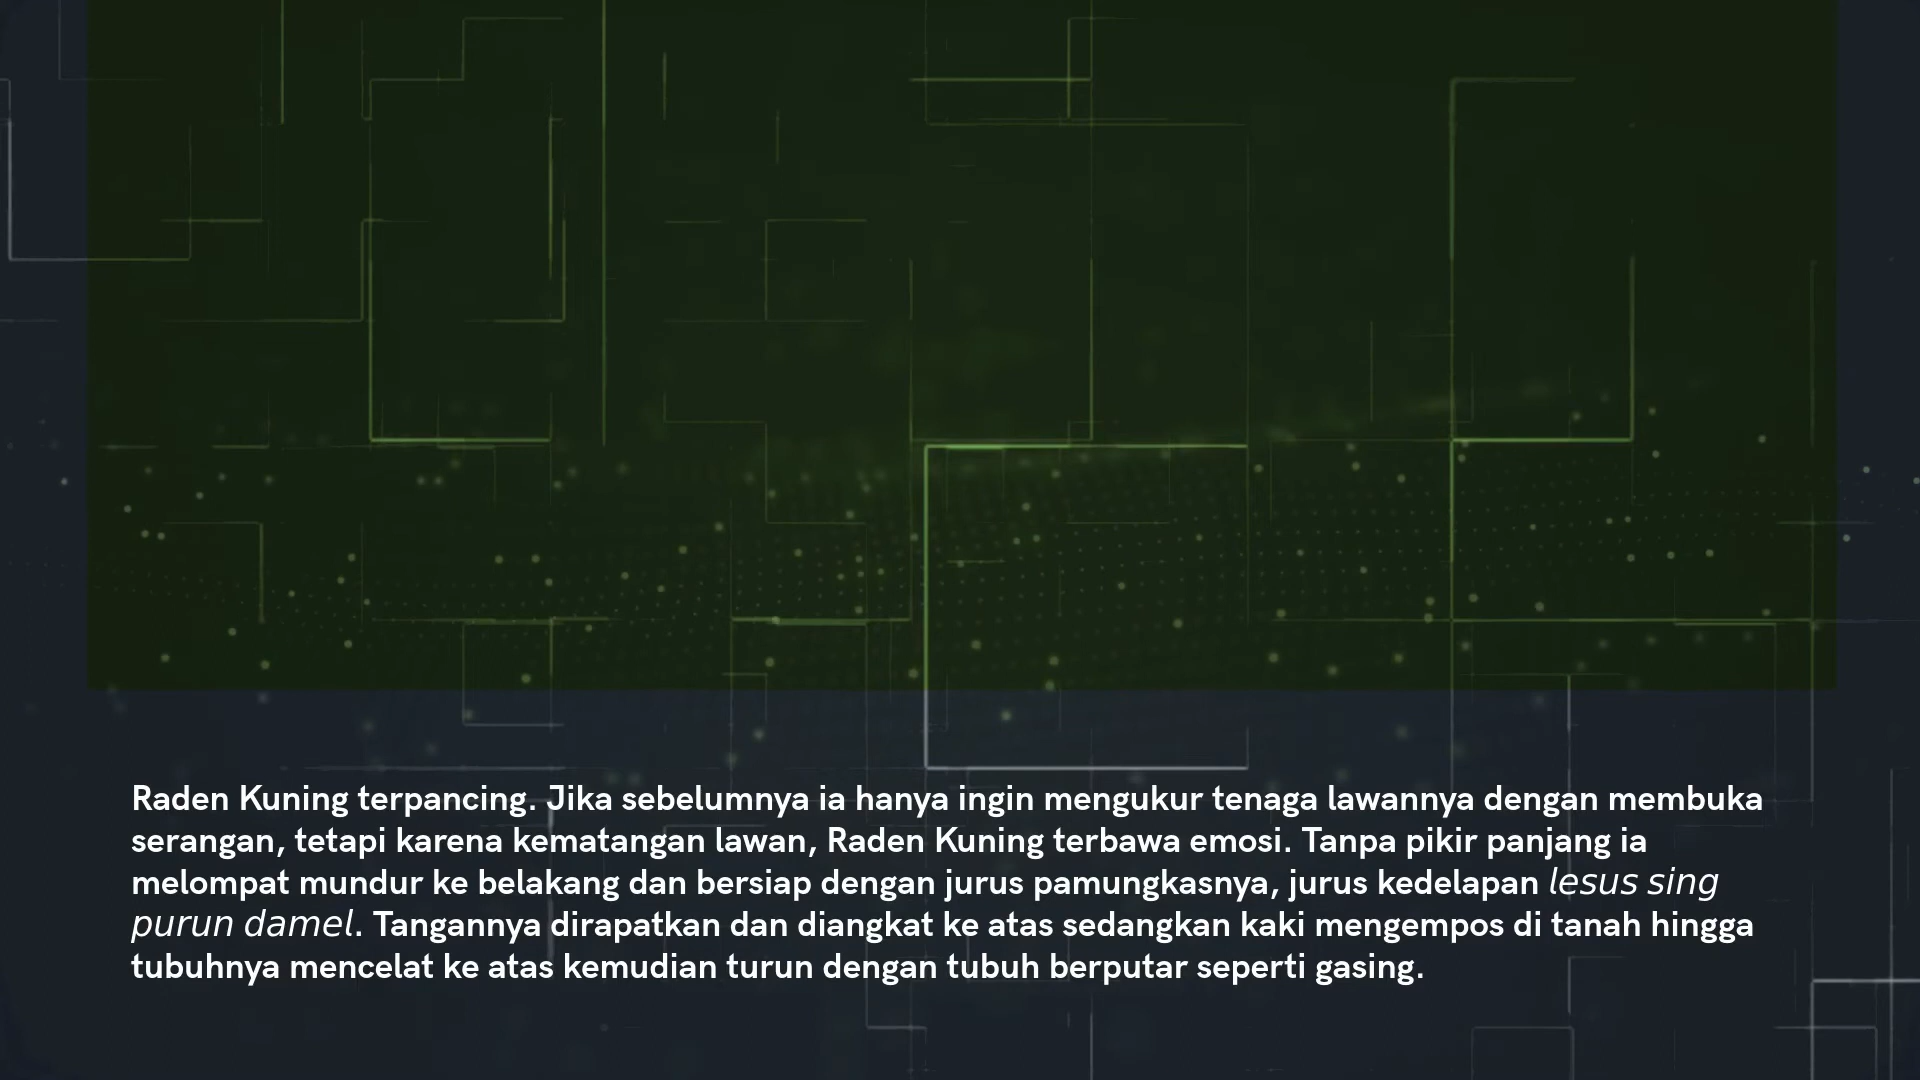 Raden Kuning terpancing. Jika sebelumnya ia hanya ingin mengukur tenaga lawannya dengan membuka
serangan, tetapi karena kematangan lawan, Raden Kuning terbawa emosi. Tanpa pikir panjang ia
melompat mundur ke belakang dan bersiap dengan jurus pamungkasnya, jurus kedelapan lesus sing
purun damel. Tangannya dirapatkan dan diangkat ke atas sedangkan kaki mengempos di tanah hingga
tubuhnya mencelat ke atas kemudian turun dengan tubuh berputar seperti gasing.